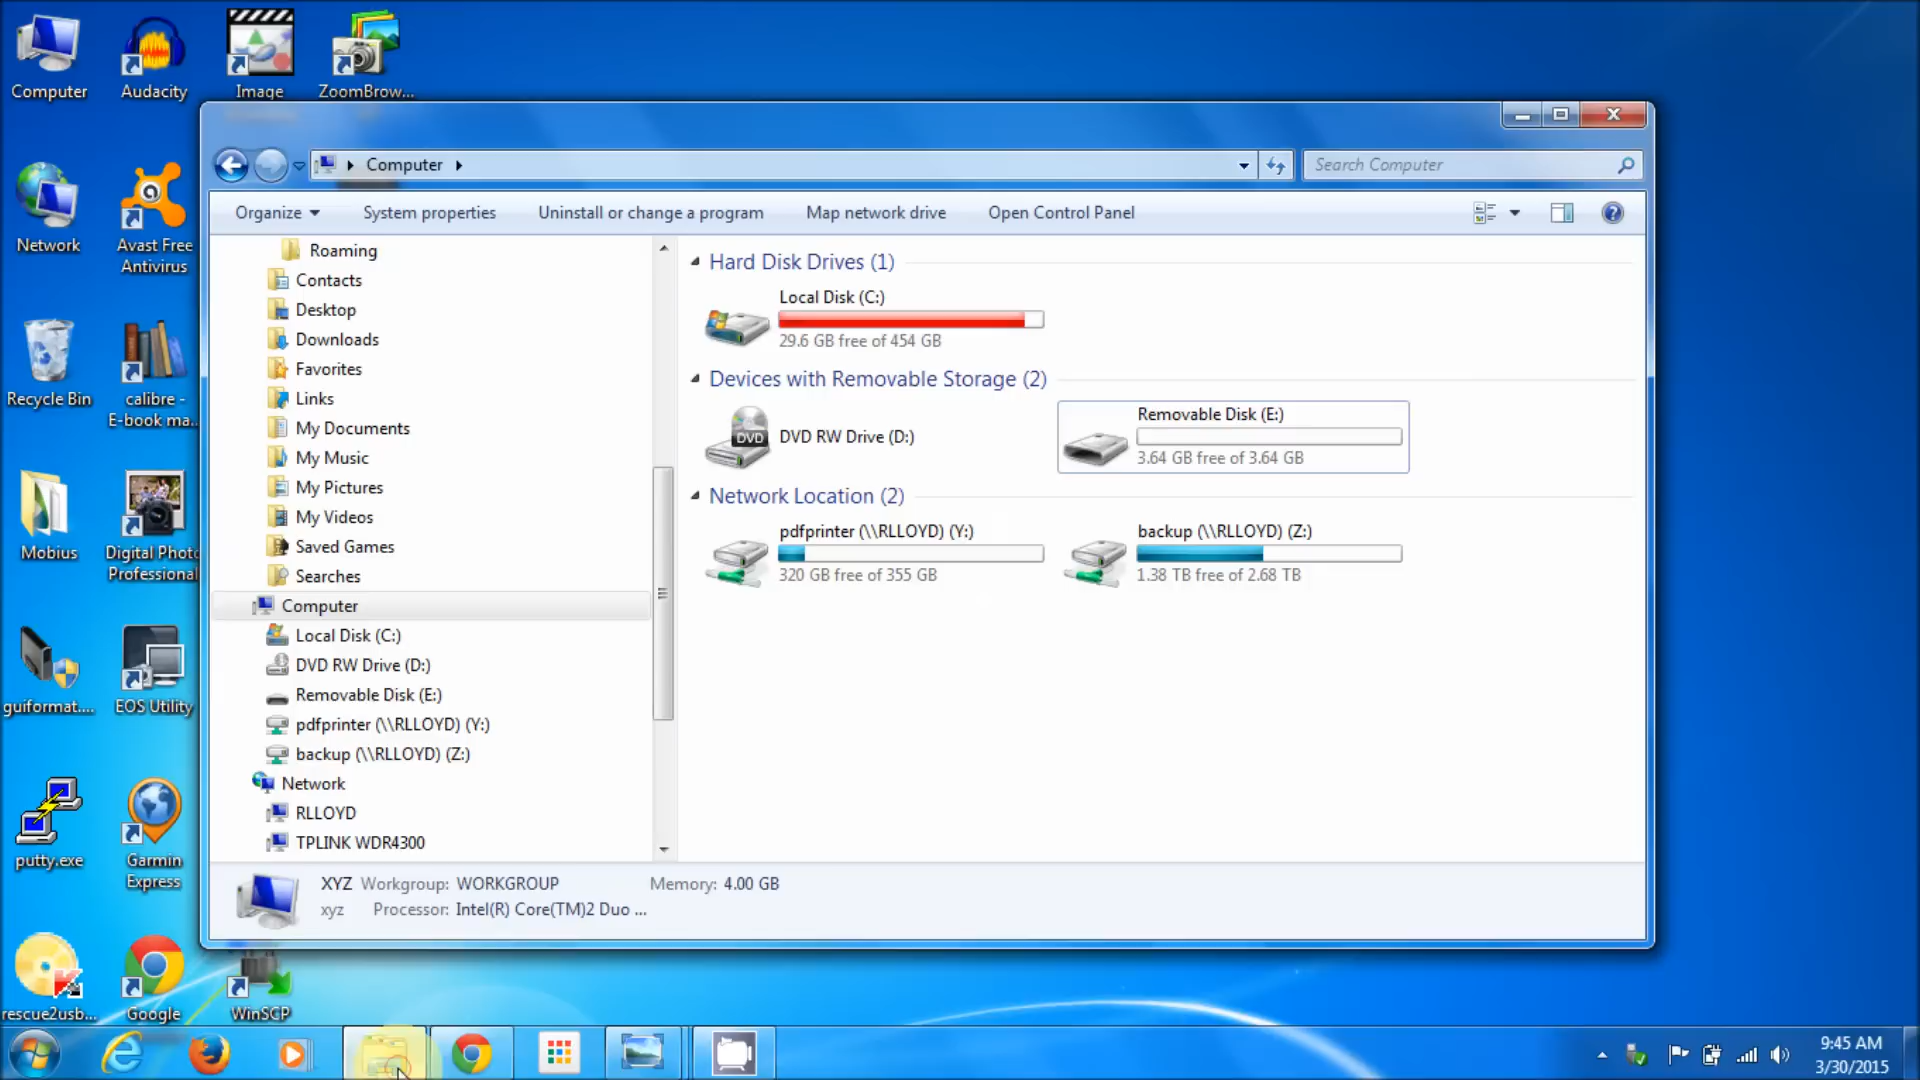 Computer
Audacity
Image
ZoomBrow...
Computer
Search Computer
Organize
System properties
Uninstall or change a program
Map network drive
Open Control Panel
Network
Avast Free
Antivirus
Recycle Bin
calibre -
E-book ma...
Mobius
Digital Photo
Professional
guiformat....
EOS Utility
putty.exe
Garmin
Express
rescue2usb...
Google
WinSCP
Roaming
Contacts
Desktop
Downloads
Favorites
Links
My Documents
My Music
My Pictures
My Videos
Saved Games
Searches
Computer
Local Disk (C:)
DVD RW Drive (D:)
Removable Disk (E:)
pdfprinter (\\RLLOYD) (Y:)
backup (\\RLLOYD) (Z:)
Network
RLLOYD
TPLINK WDR4300
Hard Disk Drives (1)
Local Disk (C:)
29.6 GB free of 454 GB
Devices with Removable Storage (2)
DVD
DVD RW Drive (D:)
Removable Disk (E:)
3.64 GB free of 3.64 GB
Network Location (2)
pdfprinter (\\RLLOYD) (Y:)
320 GB free of 355 GB
backup (\\RLLOYD) (Z:)
1.38 TB free of 2.68 TB
XYZ Workgroup: WORKGROUP Memory: 4.00 GB
xyz Processor: Intel(R) Core(TM)2 Duo ...
9:45 AM
3/30/2015